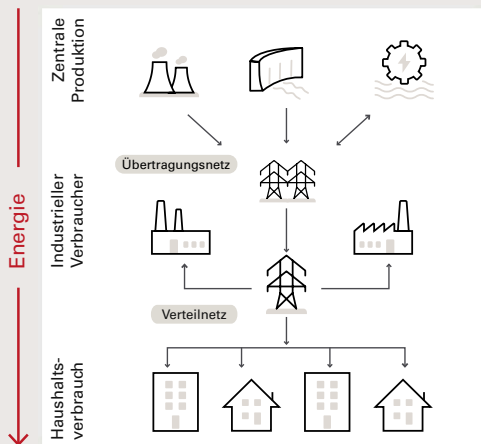 Energie
Zentrale
Produktion
Übertragungsnetz
Industrieller
Verbraucher
Verteilnetz
Haushalts-
verbrauch